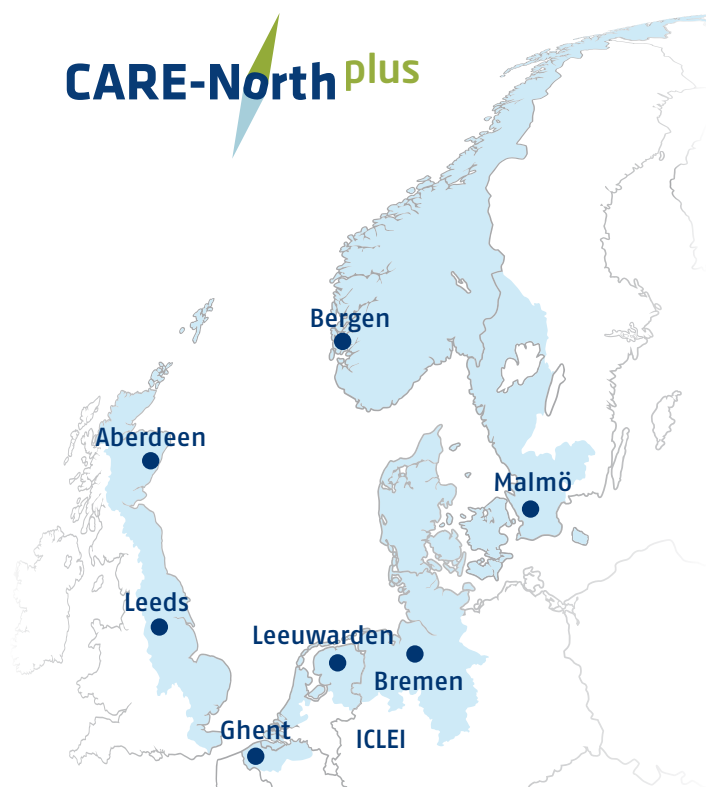 CARE-North plus
Bergen
Aberdeen
Malmö
Leeds
Leeuwarden
Bremen
Ghent
ICLEI